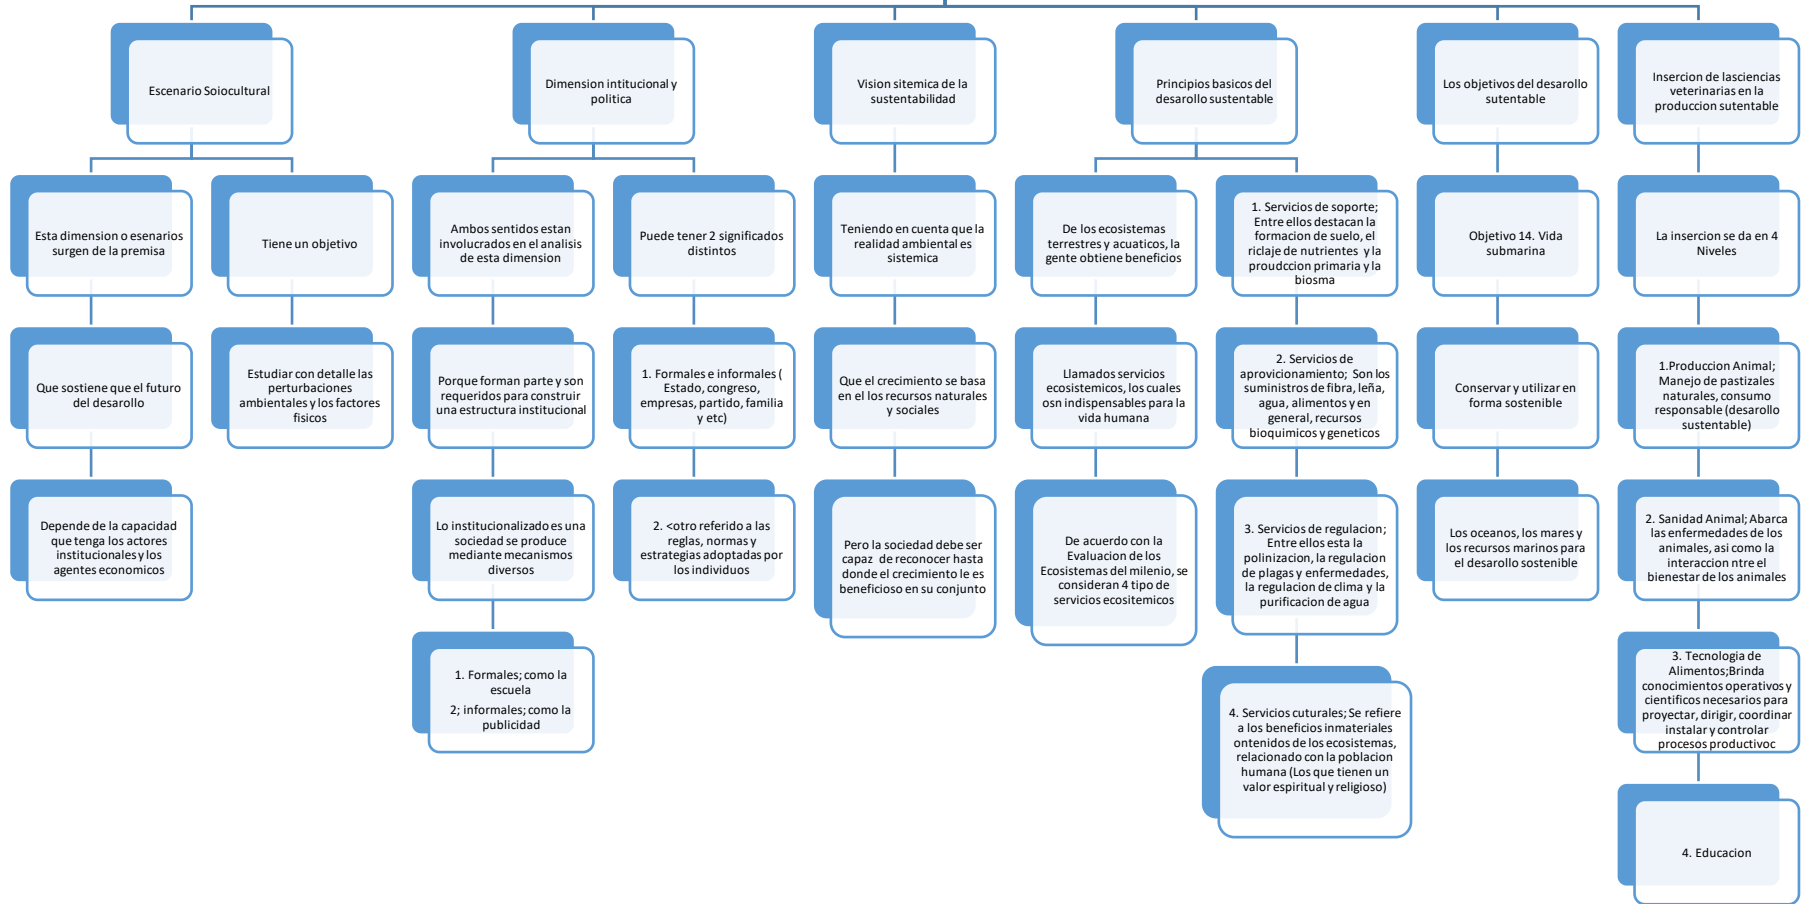 Escenario Soiocultural
Esta dimension o esenarios
surgen de la premisa
Que sostiene que el futuro
del desarollo
Depende de la capacidad
que tenga los actores
institucionales y los
agentes economicos
Tiene un objetivo
Estudiar con detalle las
perturbaciones
ambientales y los factores
fisicos
Dimension intitucional y
politica
Ambos sentidos estan
involucrados en el analisis
de esta dimension
Porque forman parte y son
requeridos para construir
una estructura institucional
Lo institucionalizado es una
sociedad se produce
mediante mecanismos
diversos
1. Formales; como la
escuela
2; informales; como la
publicidad
Puede tener 2 significados
distintos
1. Formales e informales (
Estado, congreso,
empresas, partido, familia
y etc)
2. <otro referido a las
reglas, normas y
estrategias adoptadas por
los individuos
Vision sitemica de la
sustentabilidad
Teniendo en cuenta que la
realidad ambiental es
sistemica
Que el crecimiento se basa
en el los recursos naturales
y sociales
Pero la sociedad debe ser
capaz de reconocer hasta
donde el crecimiento le es
beneficioso en su conjunto
Principios basicos del
desarollo sustentable
De los ecosistemas
terrestres y acuaticos, la
gente obtiene beneficios
Llamados servicios
ecosistemicos, los cuales
osn indispensables para la
vida humana
De acuerdo con la
Evaluacion de los
Ecosistemas del milenio, se
consideran 4 tipo de
servicios ecositemicos
1. Servicios de soporte;
Entre ellos destacan la
formacion de suelo, el
riclaje de nutrientes y la
proudccion primaria y la
biosma
2. Servicios de
aprovicionamiento; Son los
suministros de fibra, leña,
agua, alimentos y en
general, recursos
bioquimicos y geneticos
3. Servicios de regulacion;
Entre ellos esta la
polinizacion, la regulacion
de plagas y enfermedades,
la regulacion de clima y la
purificacion de agua
4. Servicios cuturales; Se refiere
a los beneficios inmateriales
ontenidos de los ecosistemas,
relacionado con la poblacion
humana (Los que tienen un
valor espiritual y religioso)
Los objetivos del desarollo
sutentable
Objetivo 14. Vida
submarina
Conservar y utilizar en
forma sostenible
Los oceanos, los mares y
los recursos marinos para
el desarollo sostenible
Insercion de lasciencias
veterinarias en la
produccion sutentable
La insercion se da en 4
Niveles
1.Produccion Animal;
Manejo de pastizales
naturales, consumo
responsable (desarollo
sustentable)
2. Sanidad Animal; Abarca
las enfermedades de los
animales, asi como la
interaccion ntre el
bienestar de los animales
3. Tecnologia de
Alimentos;Brinda
conocimientos operativos y
cientificos necesarios para
proyectar, dirigir, coordinar
instalar y controlar
procesos productivoc
4. Educacion